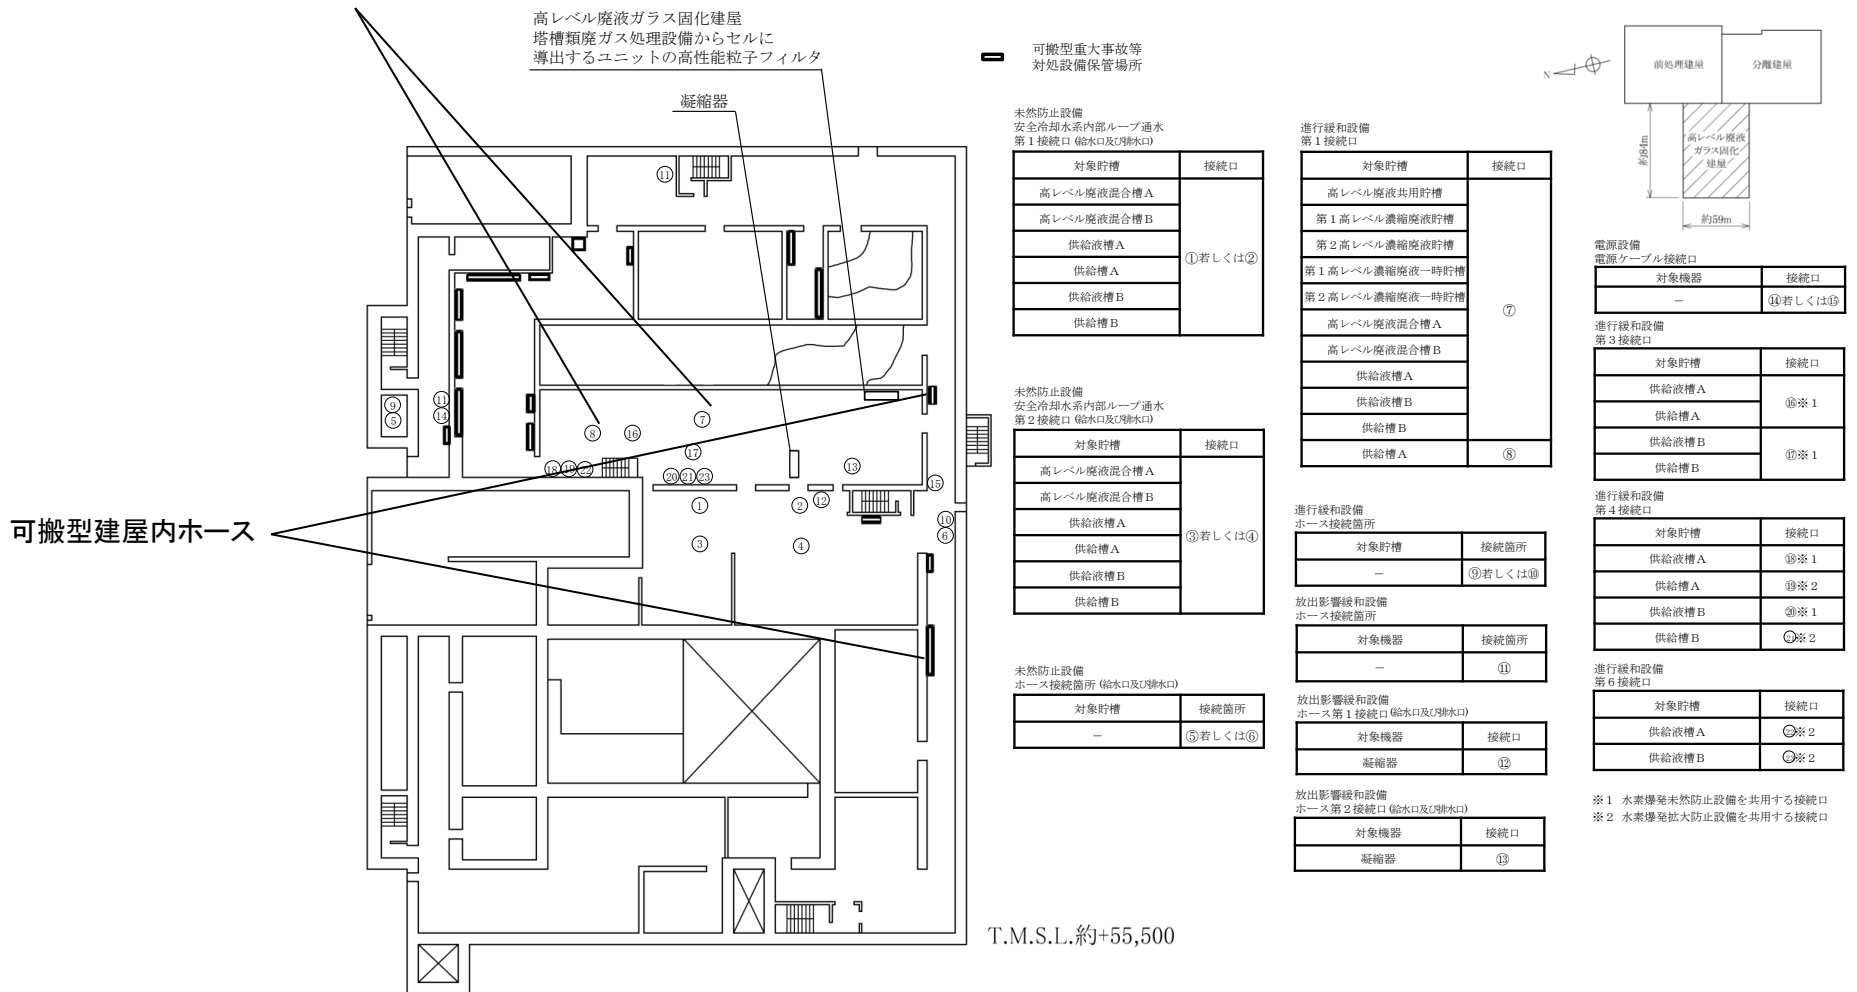 高レベル廃液ガラス固化建屋
塔槽類廃ガス処理設備からセルに
導出するユニットの高性能粒子フィルタ
凝縮器
可搬型重大事故等
対処設備保管場所
⑪
⑨
⑤
⑪
⑭
⑧
⑯
⑦
⑰
⑱ ⑲ ㉒
⑳ ㉑ ㉓
⑬
①
②
⑫
⑮
⑩
⑥
③
④
可搬型建屋内ホース
T.M.S.L.約+55,500
未然防止設備
安全冷却水系内部ループ通水
第1接続口 (給水口及び排水口)
対象貯槽 接続口
高レベル廃液混合槽A
高レベル廃液混合槽B
供給液槽A
供給槽A
供給液槽B
供給槽B
①若しくは②
未然防止設備
安全冷却水系内部ループ通水
第2接続口 (給水口及び排水口)
対象貯槽 接続口
高レベル廃液混合槽A
高レベル廃液混合槽B
供給液槽A
供給槽A
供給液槽B
供給槽B
③若しくは④
未然防止設備
ホース接続箇所 (給水口及び排水口)
対象貯槽 接続箇所
− ⑤若しくは⑥
進行緩和設備
第1接続口
対象貯槽 接続口
高レベル廃液共用貯槽
第1高レベル濃縮廃液貯槽
第2高レベル濃縮廃液貯槽
第1高レベル濃縮廃液一時貯槽
第2高レベル濃縮廃液一時貯槽
高レベル廃液混合槽A
高レベル廃液混合槽B
供給液槽A
供給液槽B
供給槽B
⑦
供給槽A ⑧
進行緩和設備
ホース接続箇所
対象貯槽 接続箇所
− ⑨若しくは⑩
放出影響緩和設備
ホース接続箇所
対象機器 接続箇所
− ⑪
放出影響緩和設備
ホース第1接続口 (給水口及び排水口)
対象機器 接続口
凝縮器 ⑫
放出影響緩和設備
ホース第2接続口 (給水口及び排水口)
対象機器 接続口
凝縮器 ⑬
N
前処理建屋
分離建屋
高レベル廃液
ガラス固化
建屋
約84m
約59m
電源設備
電源ケーブル接続口
対象機器 接続口
− ⑭若しくは⑮
進行緩和設備
第3接続口
対象貯槽 接続口
供給液槽A
供給槽A
⑯※1
供給液槽B
供給槽B
⑰※1
進行緩和設備
第4接続口
対象貯槽 接続口
供給液槽A ⑱※1
供給槽A ⑲※2
供給液槽B ⑳※1
供給槽B ㉑※2
進行緩和設備
第6接続口
対象貯槽 接続口
供給液槽A ㉒※2
供給液槽B ㉓※2
※1 水素爆発未然防止設備を共用する接続口
※2 水素爆発拡大防止設備を共用する接続口